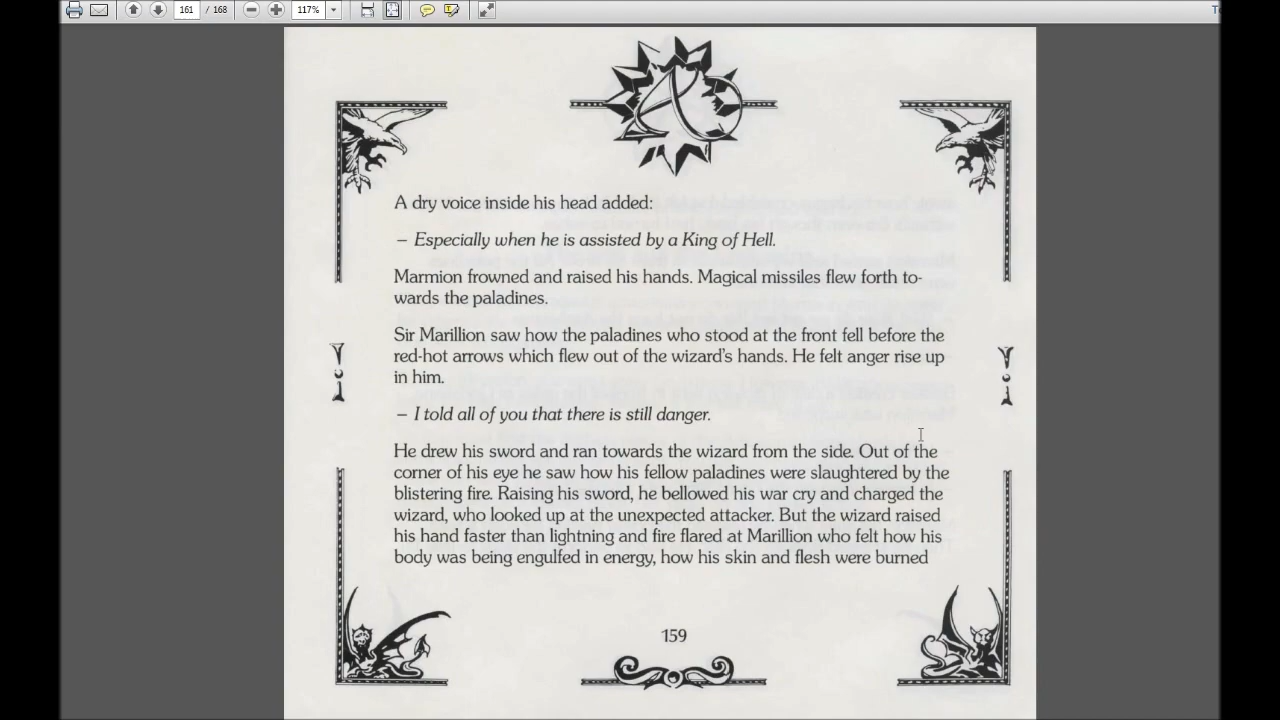 161 / 168 117%
A dry voice inside his head added:
– Especially when he is assisted by a King of Hell.
Marmion frowned and raised his hands. Magical missiles flew forth to-
wards the paladines.
Sir Marillion saw how the paladines who stood at the front fell before the
red-hot arrows which flew out of the wizard's hands. He felt anger rise up
in him.
– I told all of you that there is still danger.
He drew his sword and ran towards the wizard from the side. Out of the
corner of his eye he saw how his fellow paladines were slaughtered by the
blistering fire. Raising his sword, he bellowed his war cry and charged the
wizard, who looked up at the unexpected attacker. But the wizard raised
his hand faster than lightning and fire flared at Marillion who felt how his
body was being engulfed in energy, how his skin and flesh were burned
159